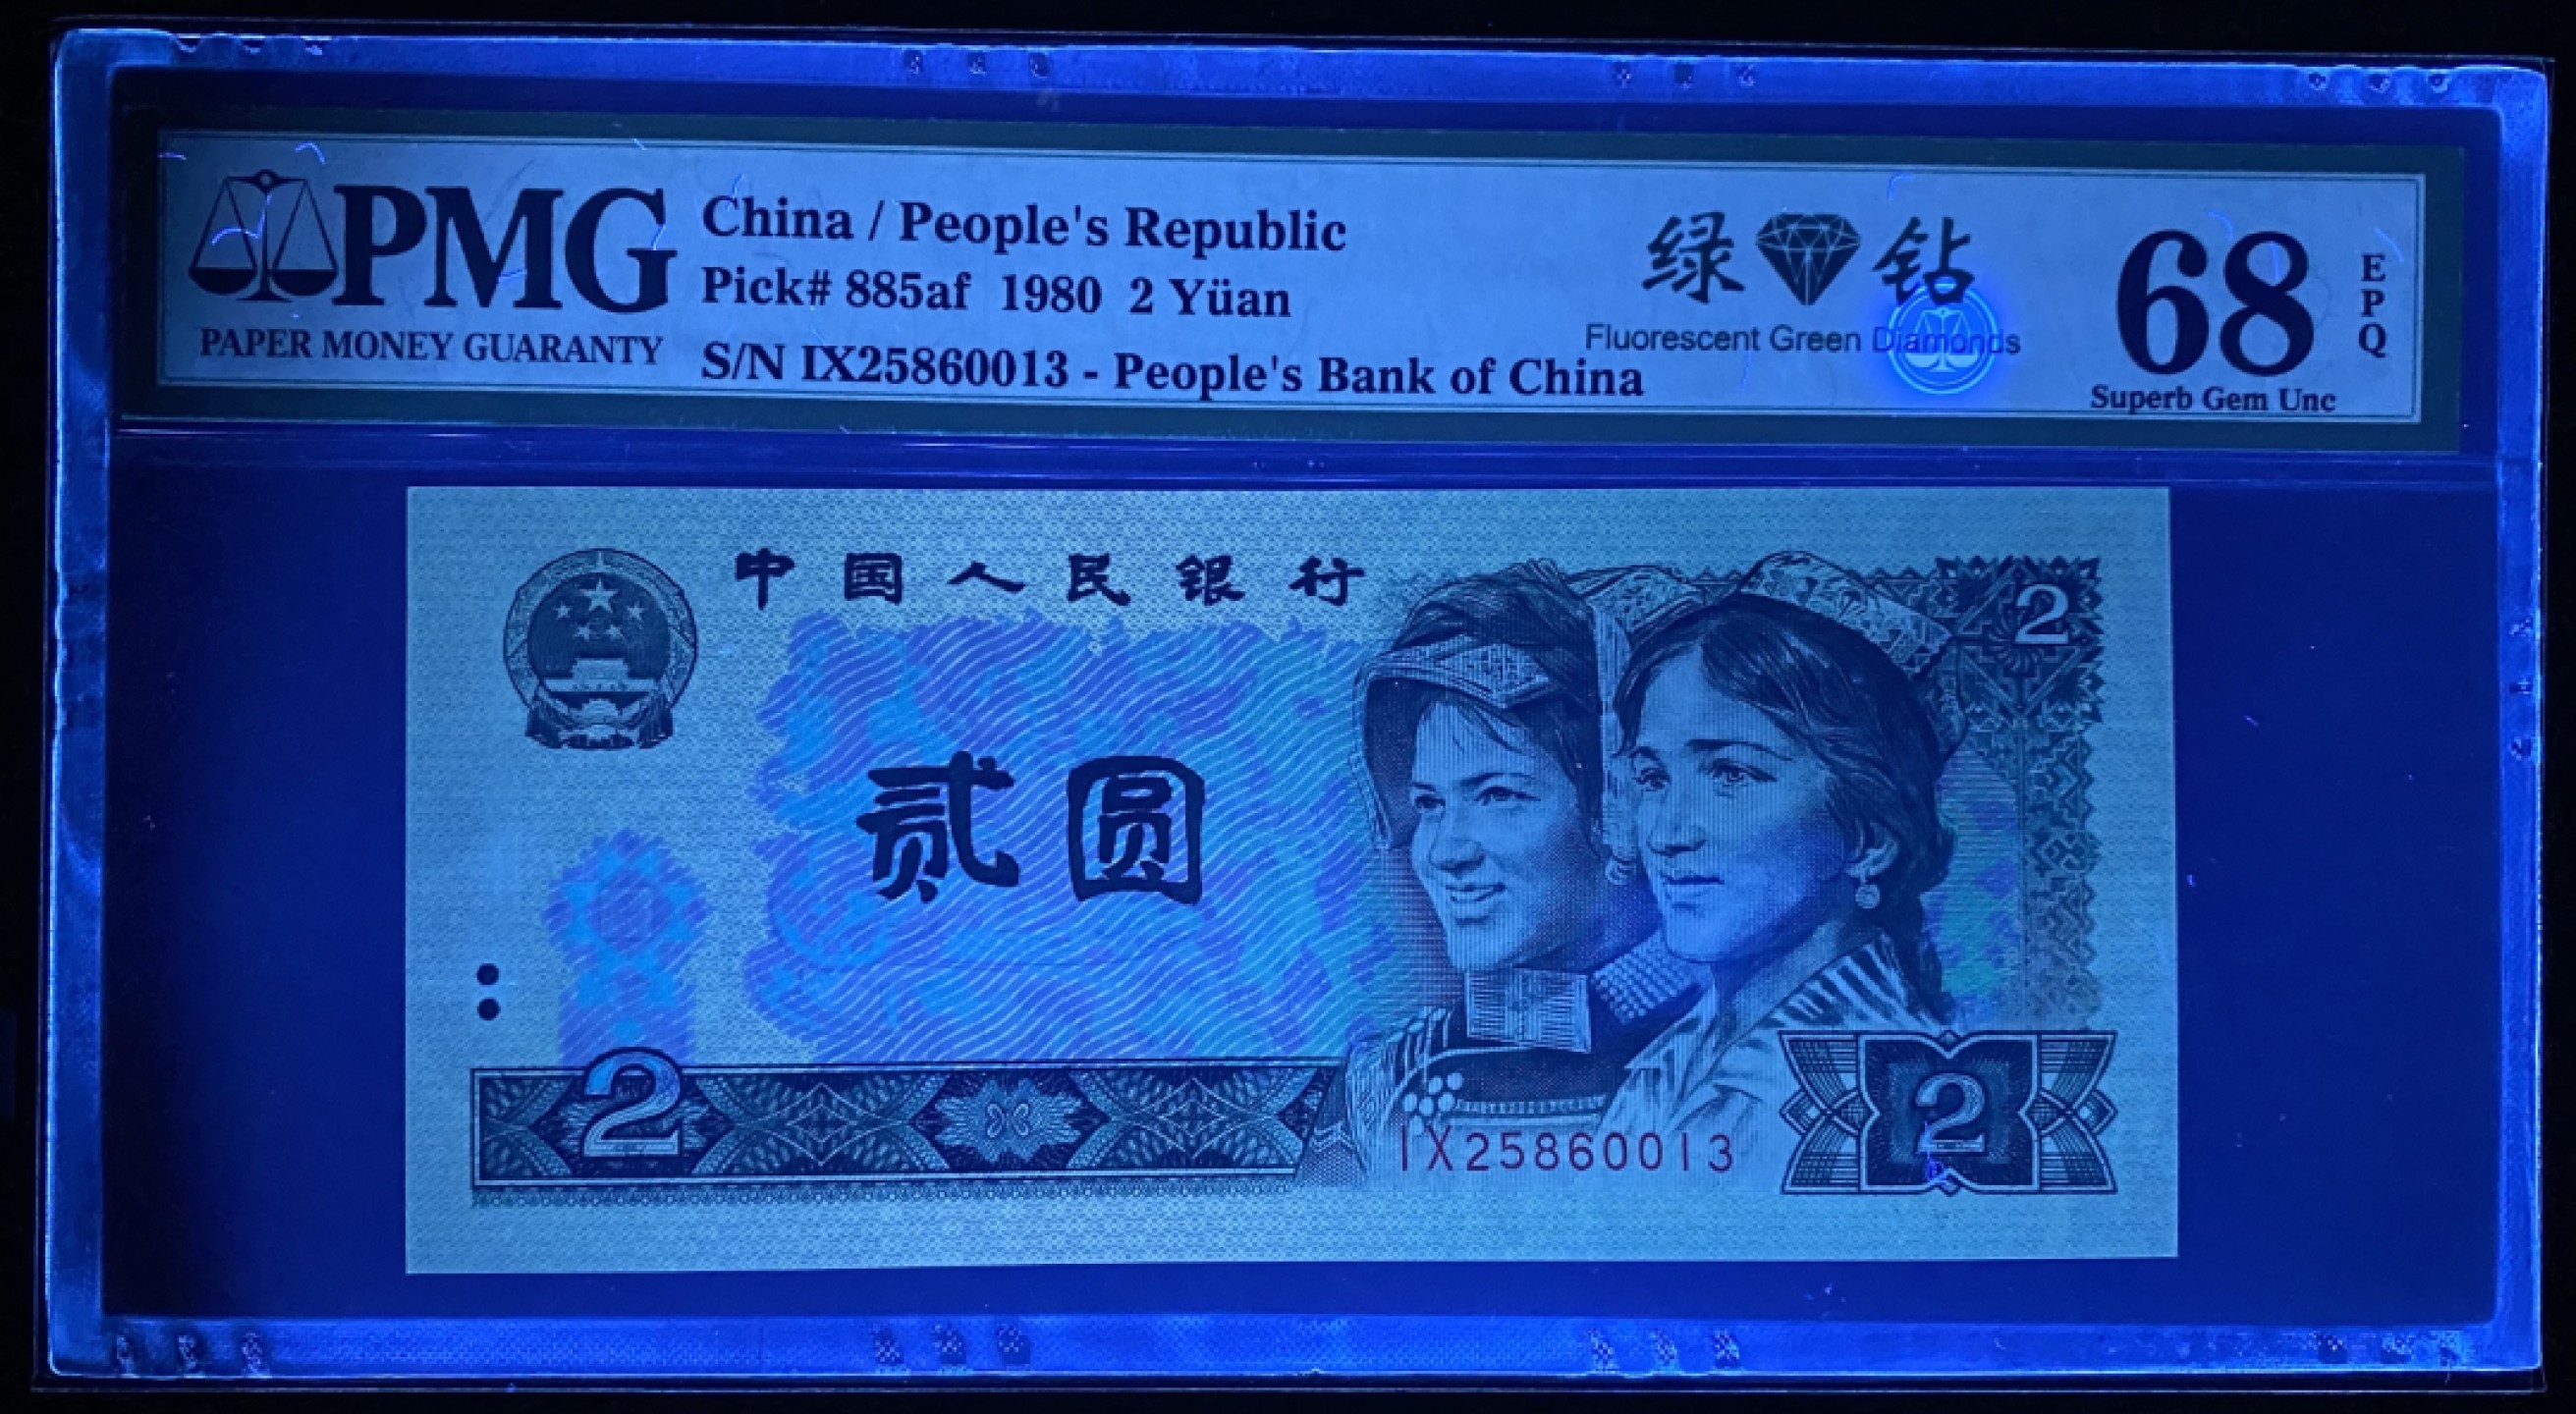 PMG
PAPER MONEY GUARANTY
China / People's Republic
Pick# 885af 1980 2 Yüan
S/N IX25860013 - People's Bank of China
绿 钻
Fluorescent Green Diamonds
68
EPQ
Superb Gem Unc
中国人民银行
2
贰圆
2
2
IX25860013